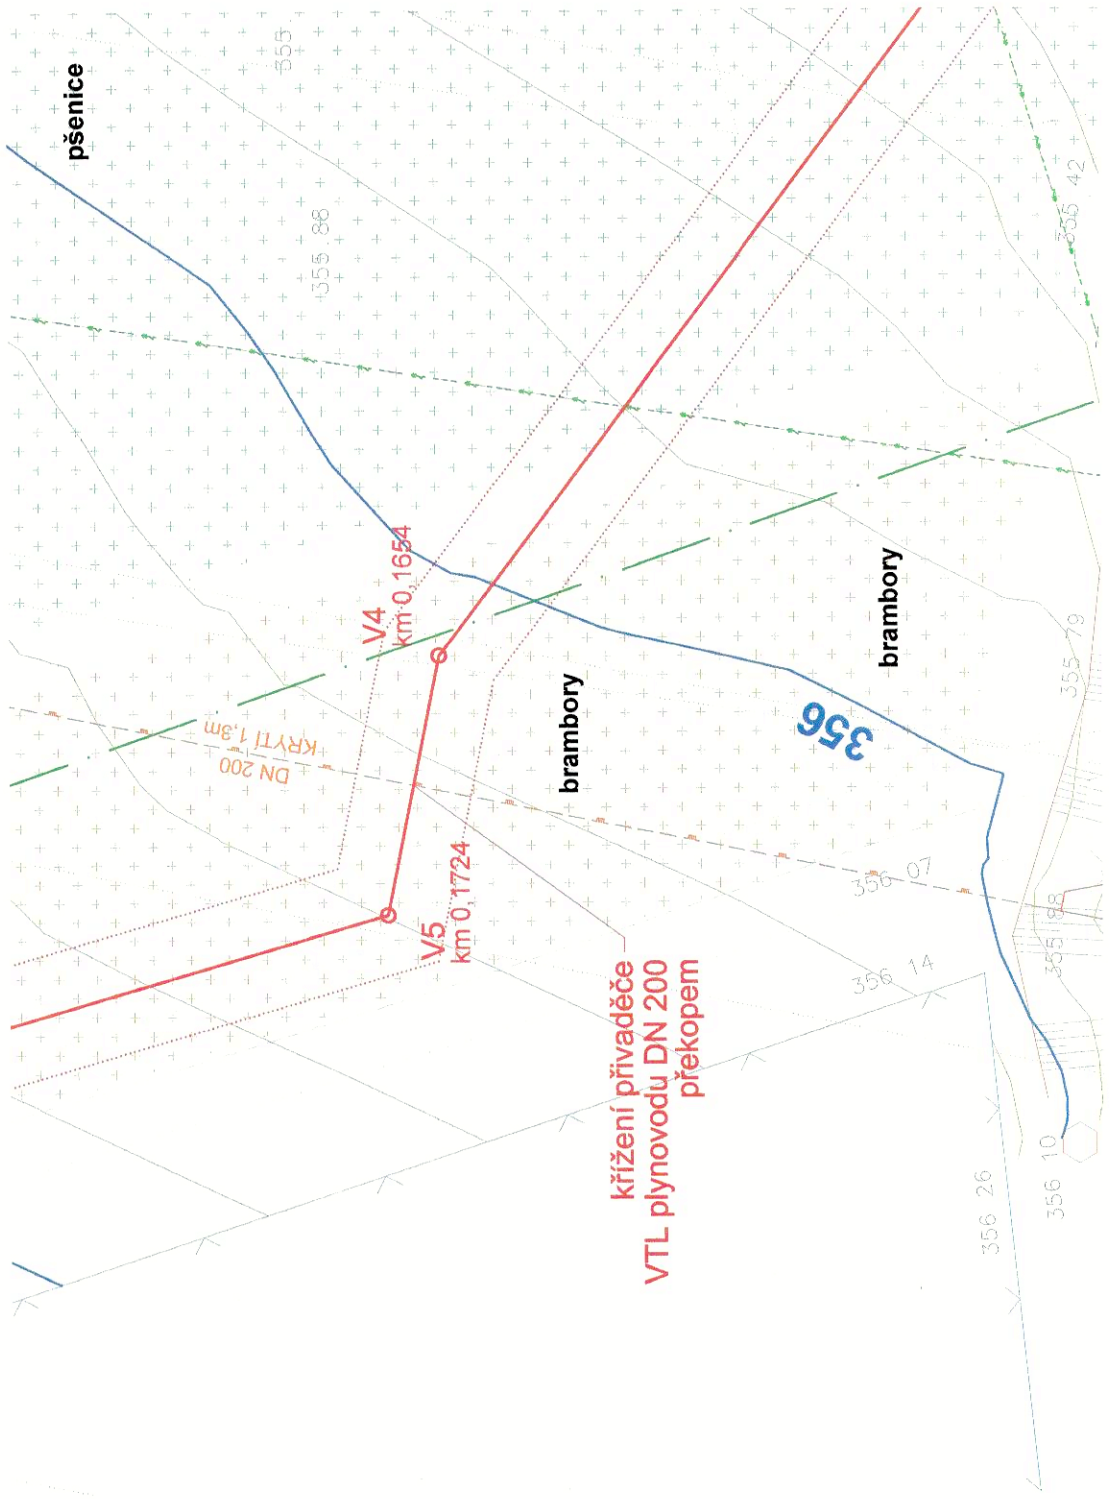 pšenice
355.88
356 42
V4
km 0,1654
DN 200
KRYTÍ 1,3m
brambory
brambory
356
355 79
V5
km 0,1724
356 07
355 88
356 14
křížení přivaděče
VTL plynovodu DN 200
překopem
356 26
356 10